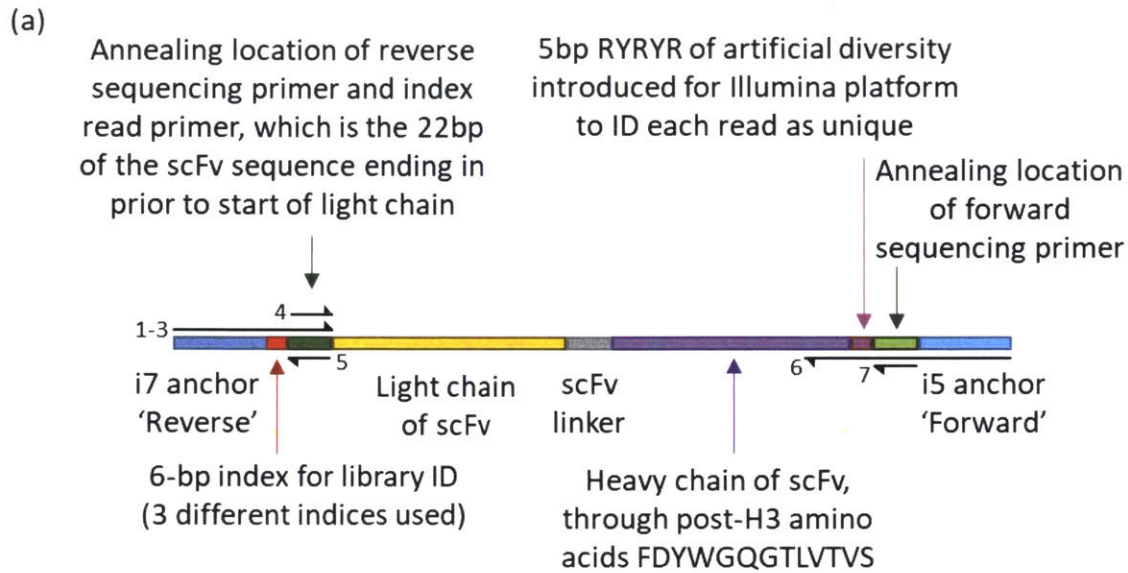 (a)
Annealing location of reverse
sequencing primer and index
read primer, which is the 22bp
of the scFv sequence ending in
prior to start of light chain
5bp RYRYR of artificial diversity
introduced for Illumina platform
to ID each read as unique
Annealing location
of forward
sequencing primer
4
1-3
5
6
7
i7 anchor
'Reverse'
Light chain
of scFv
scFv
linker
i5 anchor
'Forward'
6-bp index for library ID
(3 different indices used)
Heavy chain of scFv,
through post-H3 amino
acids FDYWGQGTLVTVS